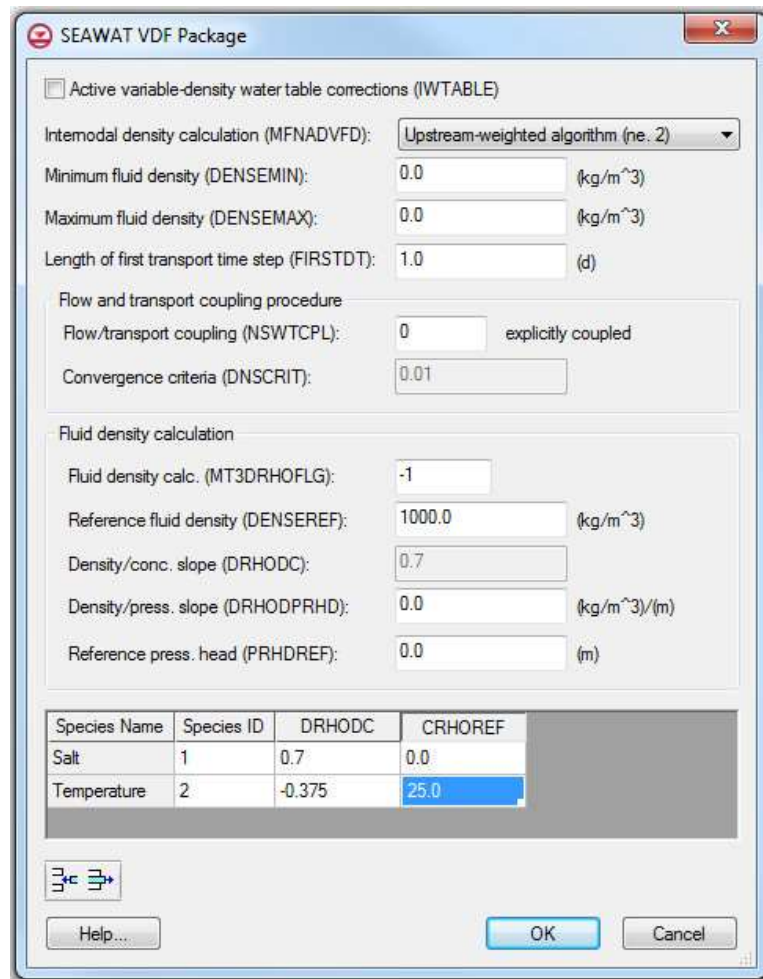 SEAWAT VDF Package
Active variable-density water table corrections (IWTABLE)
Internodal density calculation (MFNADVFD): Upstream-weighted algorithm (ne. 2)
Minimum fluid density (DENSEMIN): 0.0 (kg/m^3)
Maximum fluid density (DENSEMAX): 0.0 (kg/m^3)
Length of first transport time step (FIRSTDT): 1.0 (d)
Flow and transport coupling procedure
Flow/transport coupling (NSWTCPL): 0 explicitly coupled
Convergence criteria (DNSCRIT): 0.01
Fluid density calculation
Fluid density calc. (MT3DRHOFLG): -1
Reference fluid density (DENSEREF): 1000.0 (kg/m^3)
Density/conc. slope (DRHODC): 0.7
Density/press. slope (DRHODPRHD): 0.0 (kg/m^3)/(m)
Reference press. head (PRHDREF): 0.0 (m)
Species Name Species ID DRHODC CRHOREF
Salt 1 0.7 0.0
Temperature 2 -0.375 25.0
Help... OK Cancel